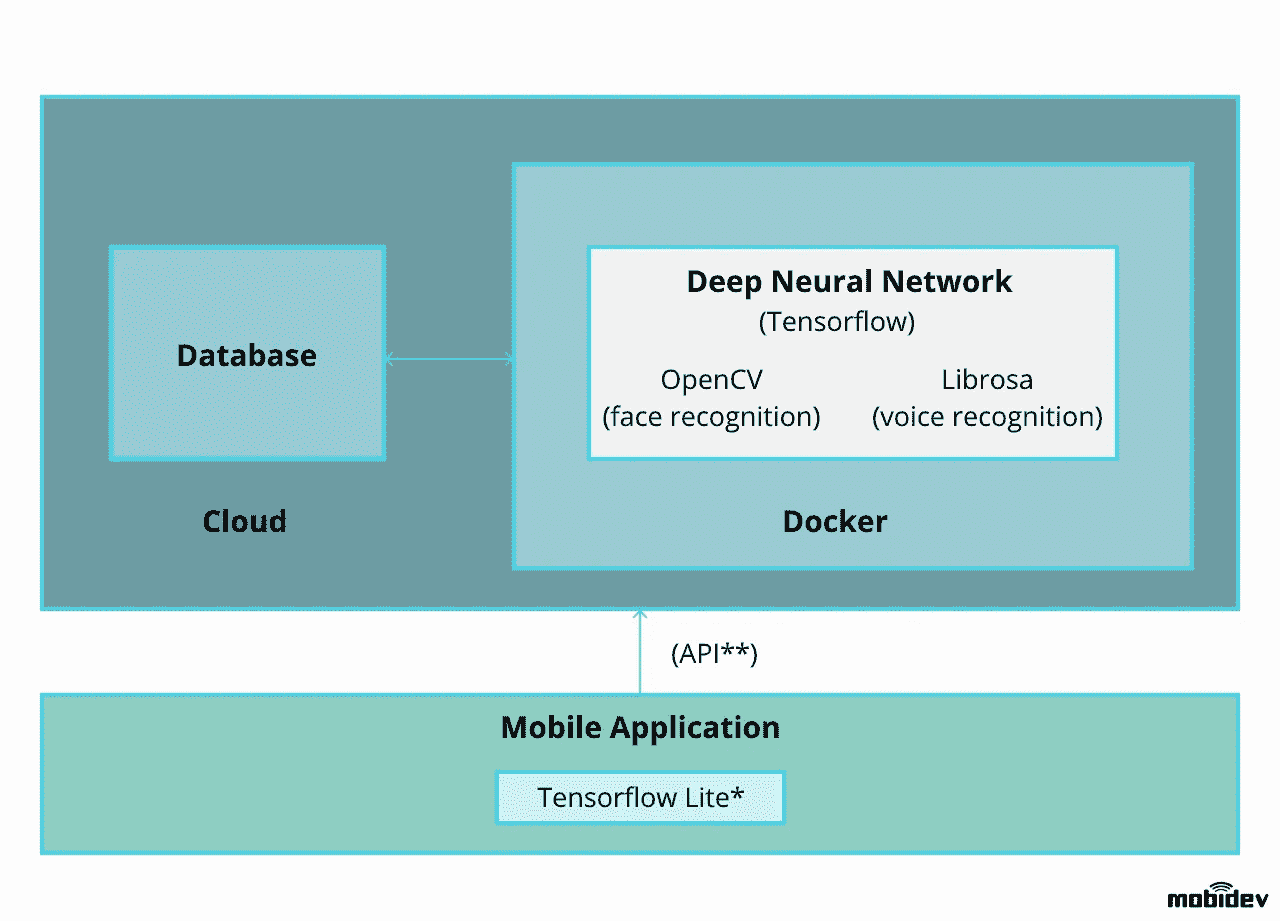 Deep Neural Network
(Tensorflow)
OpenCV
(face recognition)
Librosa
(voice recognition)
Database
Cloud
Docker
(API**)
Mobile Application
Tensorflow Lite*
mobidev